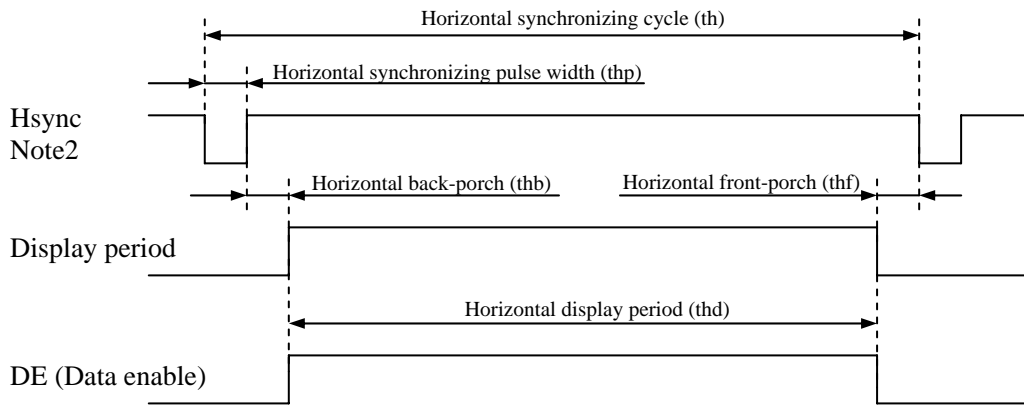 Horizontal synchronizing cycle (th)
Horizontal synchronizing pulse width (thp)
Hsync
Note2
Horizontal back-porch (thb)
Horizontal front-porch (thf)
Display period
Horizontal display period (thd)
DE (Data enable)